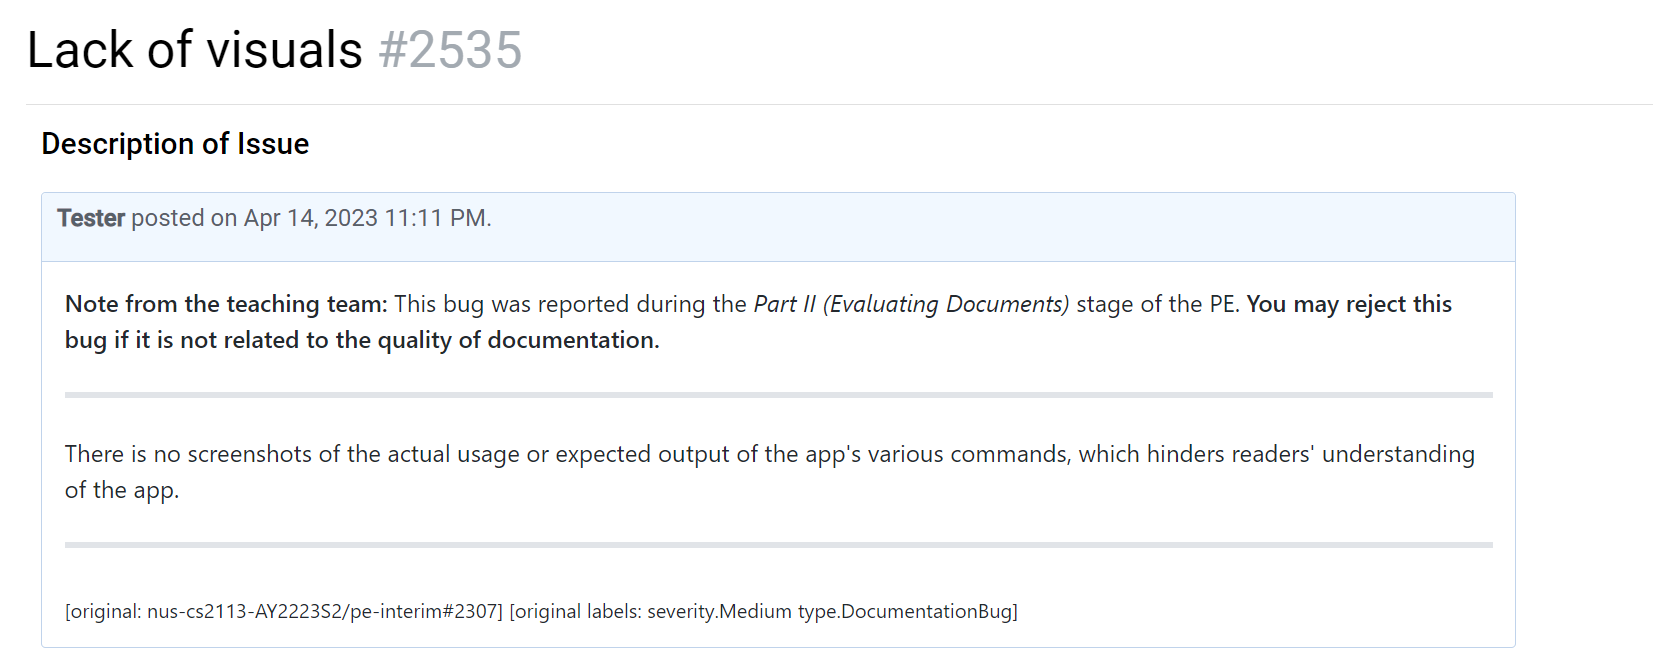 Lack of visuals #2535
Description of Issue
Tester posted on Apr 14, 2023 11:11 PM.
Note from the teaching team: This bug was reported during the Part II (Evaluating Documents) stage of the PE. You may reject this
bug if it is not related to the quality of documentation.
There is no screenshots of the actual usage or expected output of the app's various commands, which hinders readers' understanding
of the app.
[original: nus-cs2113-AY2223S2/pe-interim#2307] [original labels: severity.Medium type.DocumentationBug]